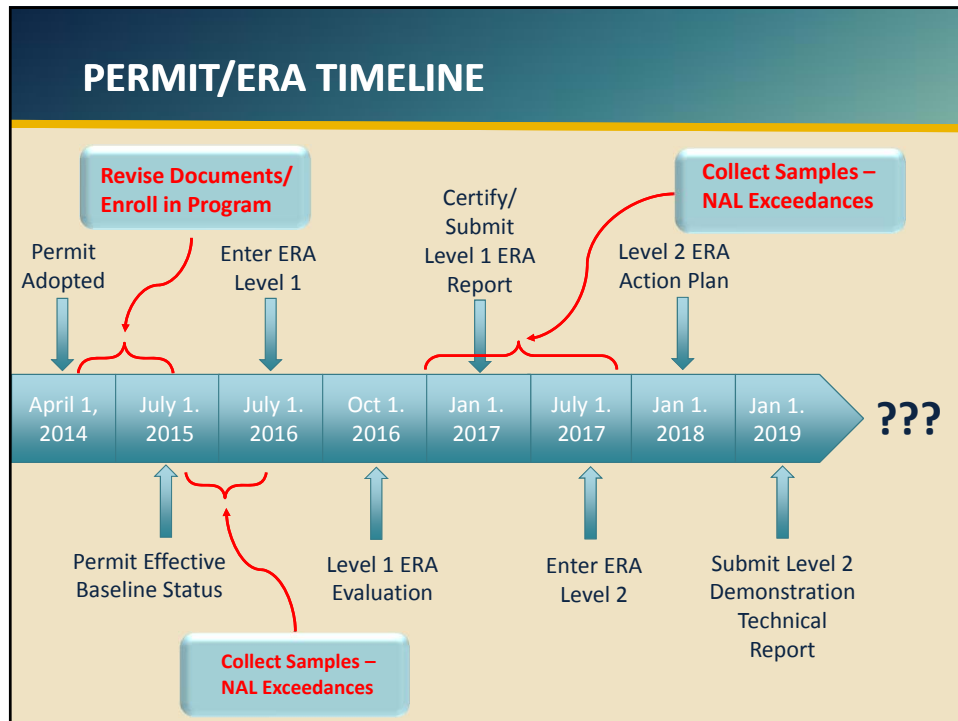 PERMIT/ERA TIMELINE
Revise Documents/
Enroll in Program
Collect Samples –
NAL Exceedances
Permit
Adopted
Enter ERA
Level 1
Certify/
Submit
Level 1 ERA
Report
Level 2 ERA
Action Plan
April 1,
2014
July 1.
2015
July 1.
2016
Oct 1.
2016
Jan 1.
2017
July 1.
2017
Jan 1.
2018
Jan 1.
2019
???
Permit Effective
Baseline Status
Level 1 ERA
Evaluation
Enter ERA
Level 2
Submit Level 2
Demonstration
Technical
Report
Collect Samples –
NAL Exceedances